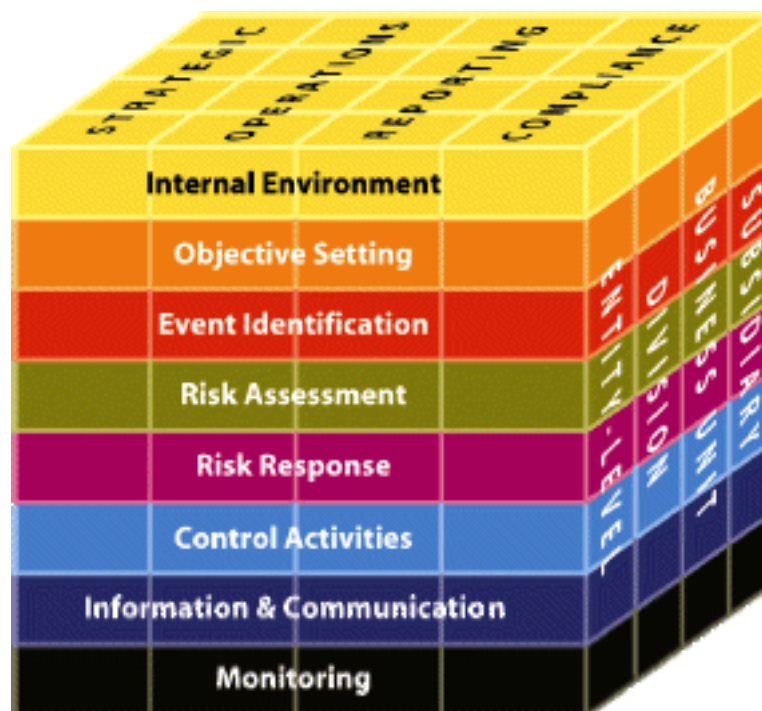 STRATEGIC
OPERATIONS
REPORTING
COMPLIANCE
Internal Environment
Objective Setting
Event Identification
Risk Assessment
Risk Response
Control Activities
Information & Communication
Monitoring
ENTITY-LEVEL
DIVISION
BUSINESS UNIT
SUBSIDIARY